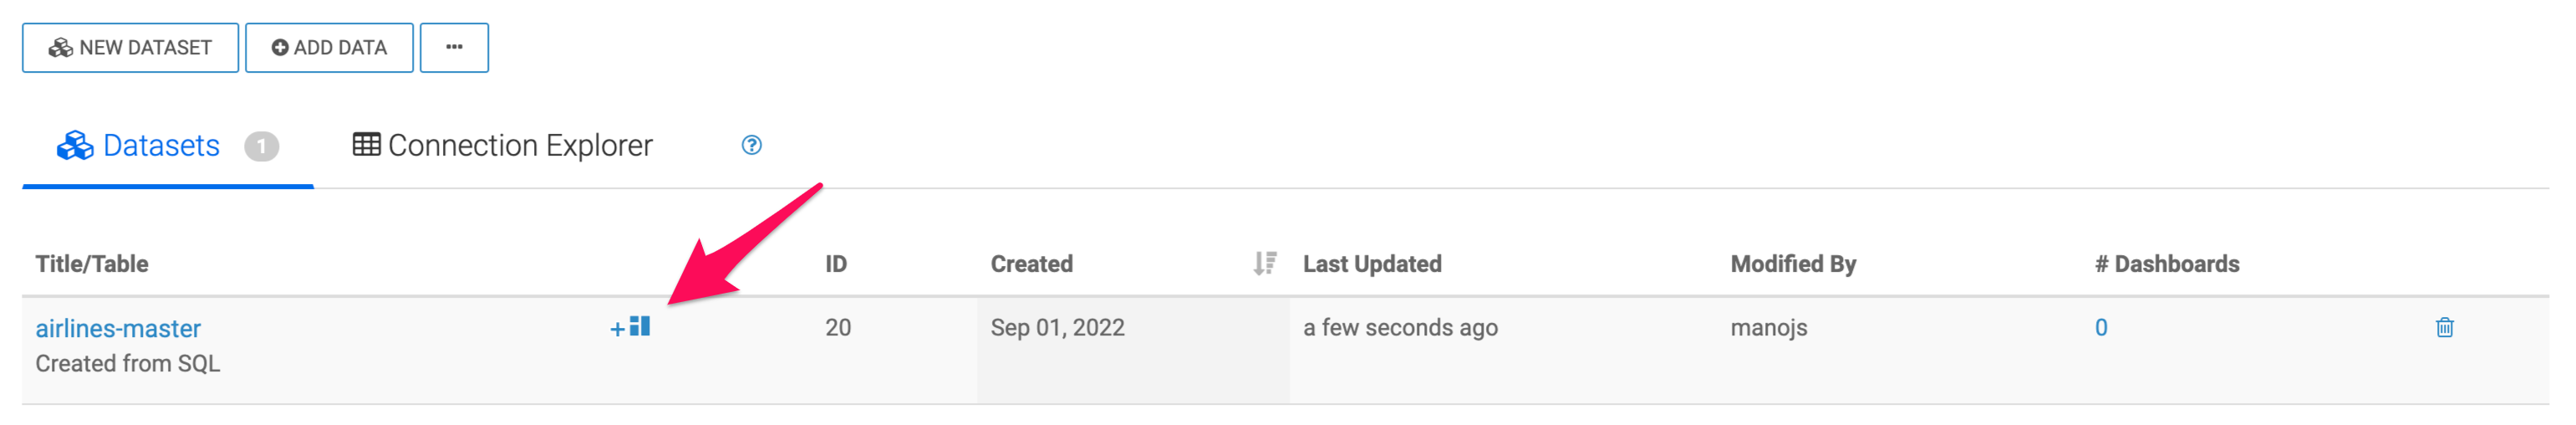 NEW DATASET ADD DATA ...
Datasets 1 Connection Explorer ?
Title/Table ID Created Last Updated Modified By # Dashboards
airlines-master + 20 Sep 01, 2022 a few seconds ago manojs 0
Created from SQL